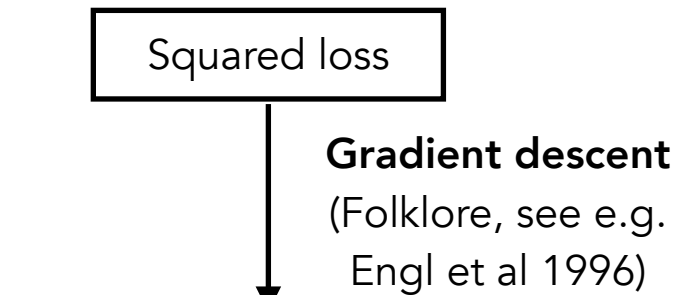 Squared loss
Gradient descent
(Folklore, see e.g.
Engl et al 1996)